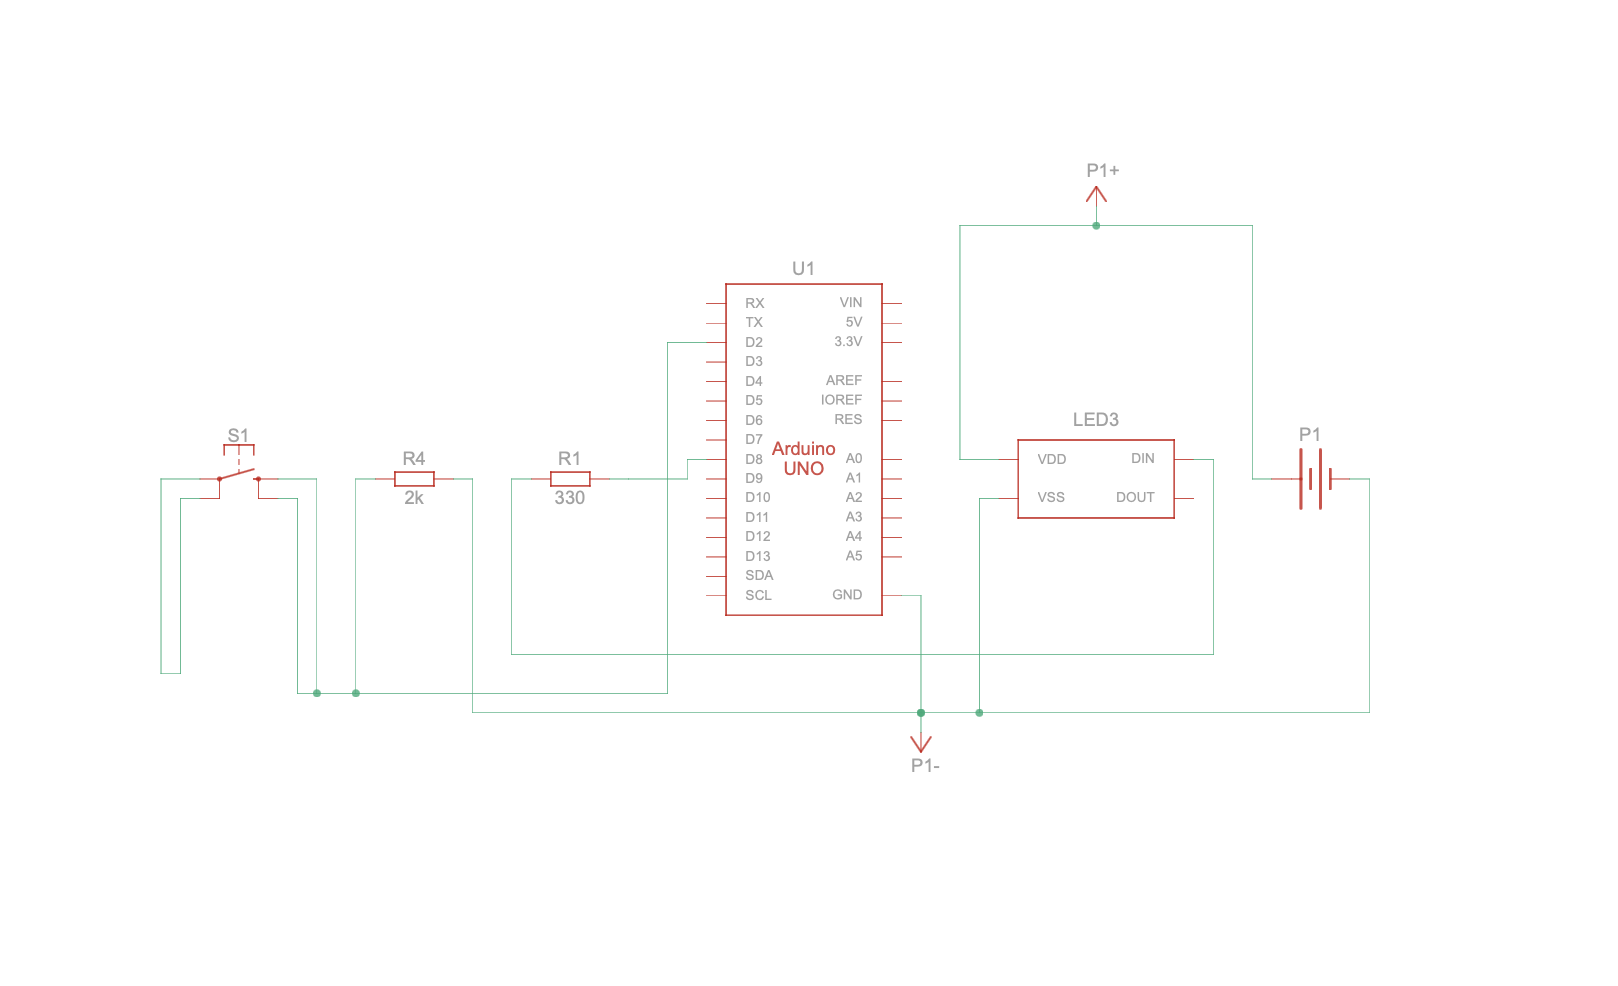 P1+
U1
RX VIN
TX 5V
D2 3.3V
D3
D4 AREF
D5 IOREF
D6 RES
D7
Arduino
UNO
D8 A0
D9 A1
D10 A2
D11 A3
D12 A4
D13 A5
SDA
SCL GND
S1
R4
2k
R1
330
LED3
VDD DIN
VSS DOUT
P1
P1-